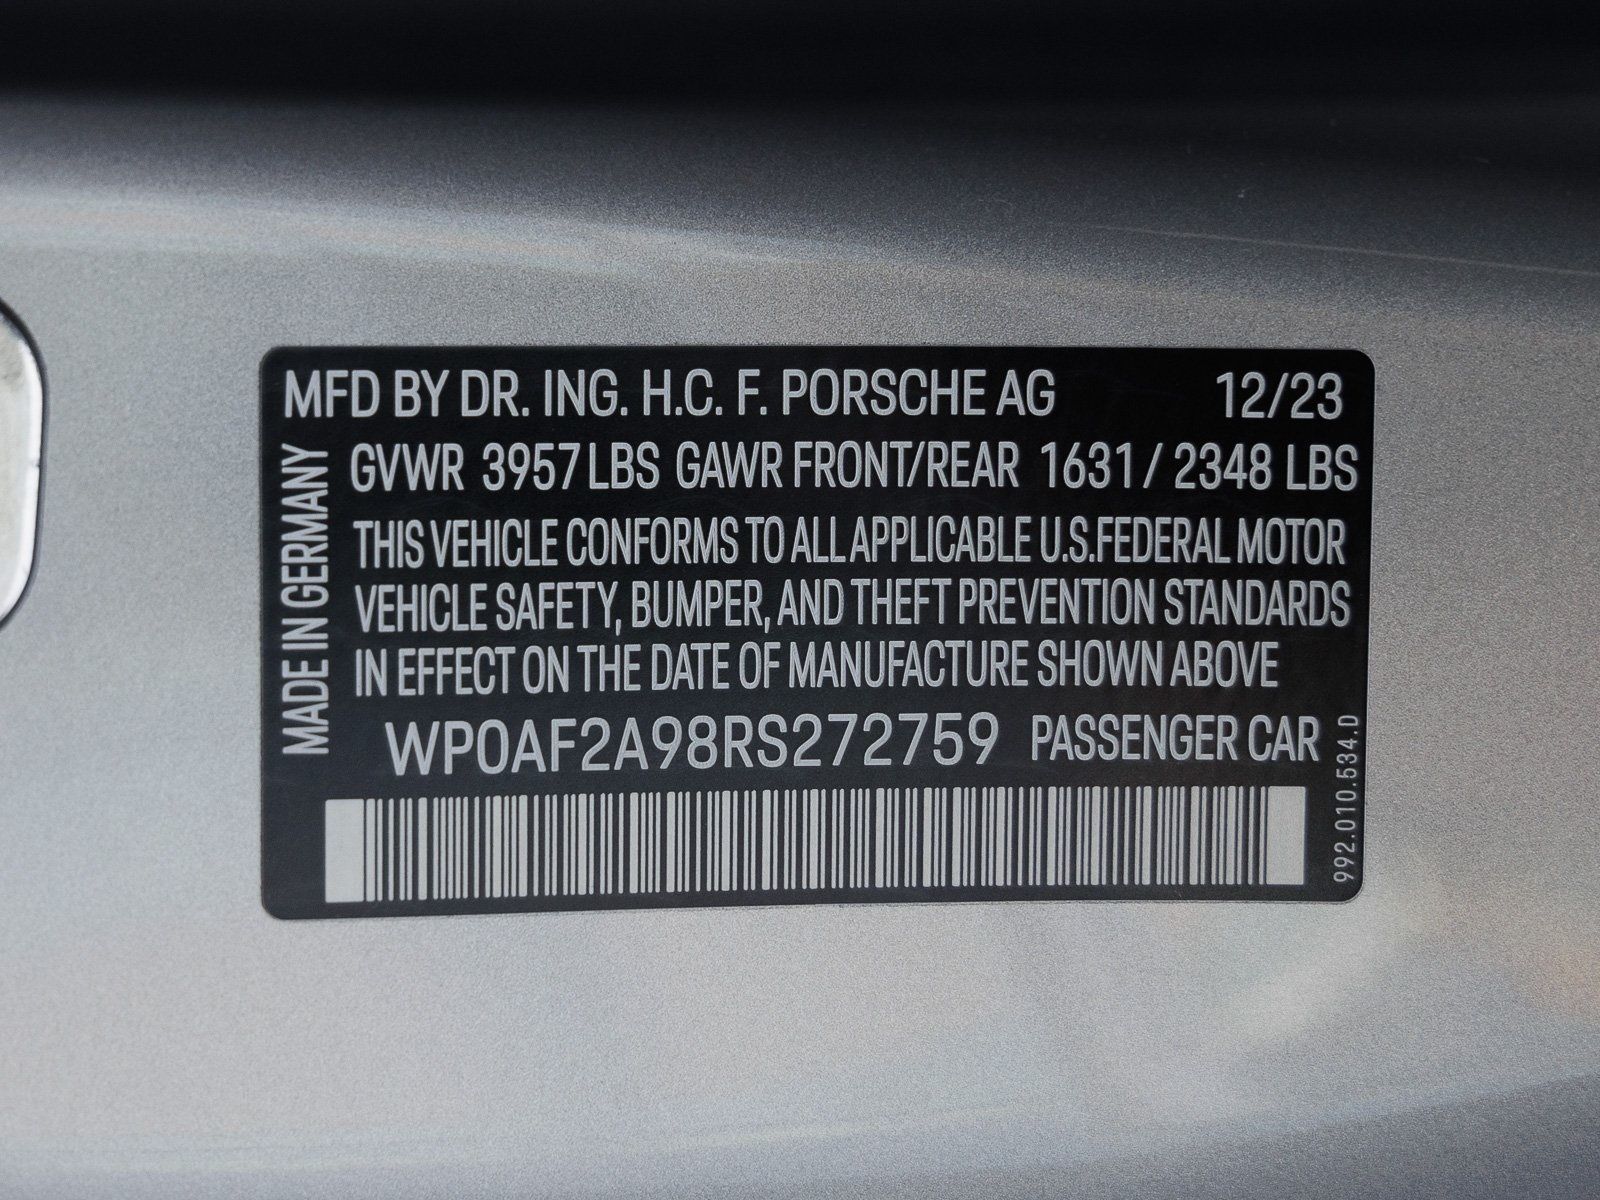 MFD BY DR. ING. H.C. F. PORSCHE AG 12/23
GVWR 3957 LBS GAWR FRONT/REAR 1631 / 2348 LBS
THIS VEHICLE CONFORMS TO ALL APPLICABLE U.S.FEDERAL MOTOR
VEHICLE SAFETY, BUMPER, AND THEFT PREVENTION STANDARDS
IN EFFECT ON THE DATE OF MANUFACTURE SHOWN ABOVE
WP0AF2A98RS272759 PASSENGER CAR
MADE IN GERMANY
992.010.534.D